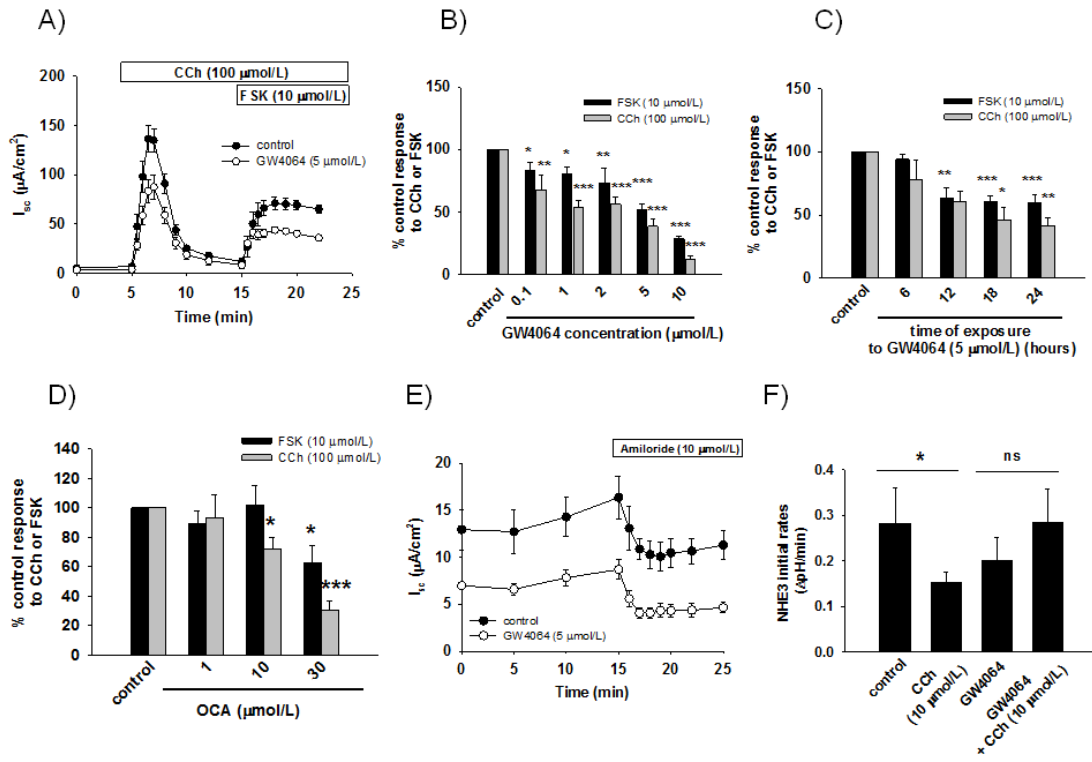 A)
CCh (100 µmol/L)
FSK (10 µmol/L)
control
GW4064 (5 µmol/L)
200
150
100
50
0
Isc (µA/cm²)
0 5 10 15 20 25
Time (min)
B)
FSK (10 µmol/L)
CCh (100 µmol/L)
150
100
50
0
% control response
to CCh or FSK
* ** * *** ** *** *** *** *** ***
control 0.1 1 2 5 10
GW4064 concentration (µmol/L)
C)
FSK (10 µmol/L)
CCh (100 µmol/L)
150
100
50
0
% control response
to CCh or FSK
** *** * *** **
control 6 12 18 24
time of exposure
to GW4064 (5 µmol/L) (hours)
D)
FSK (10 µmol/L)
CCh (100 µmol/L)
140
120
100
80
60
40
20
0
% control response
to CCh or FSK
* * ***
control 1 10 30
OCA (µmol/L)
E)
Amiloride (10 µmol/L)
25
20
15
10
5
0
Isc (µA/cm²)
control
GW4064 (5 µmol/L)
0 5 10 15 20 25
Time (min)
F)
* ns
0.4
0.3
0.2
0.1
0.0
NHE3 initial rates
(ΔpH/min)
control
CCh
(10 µmol/L)
GW4064
GW4064
+ CCh (10 µmol/L)